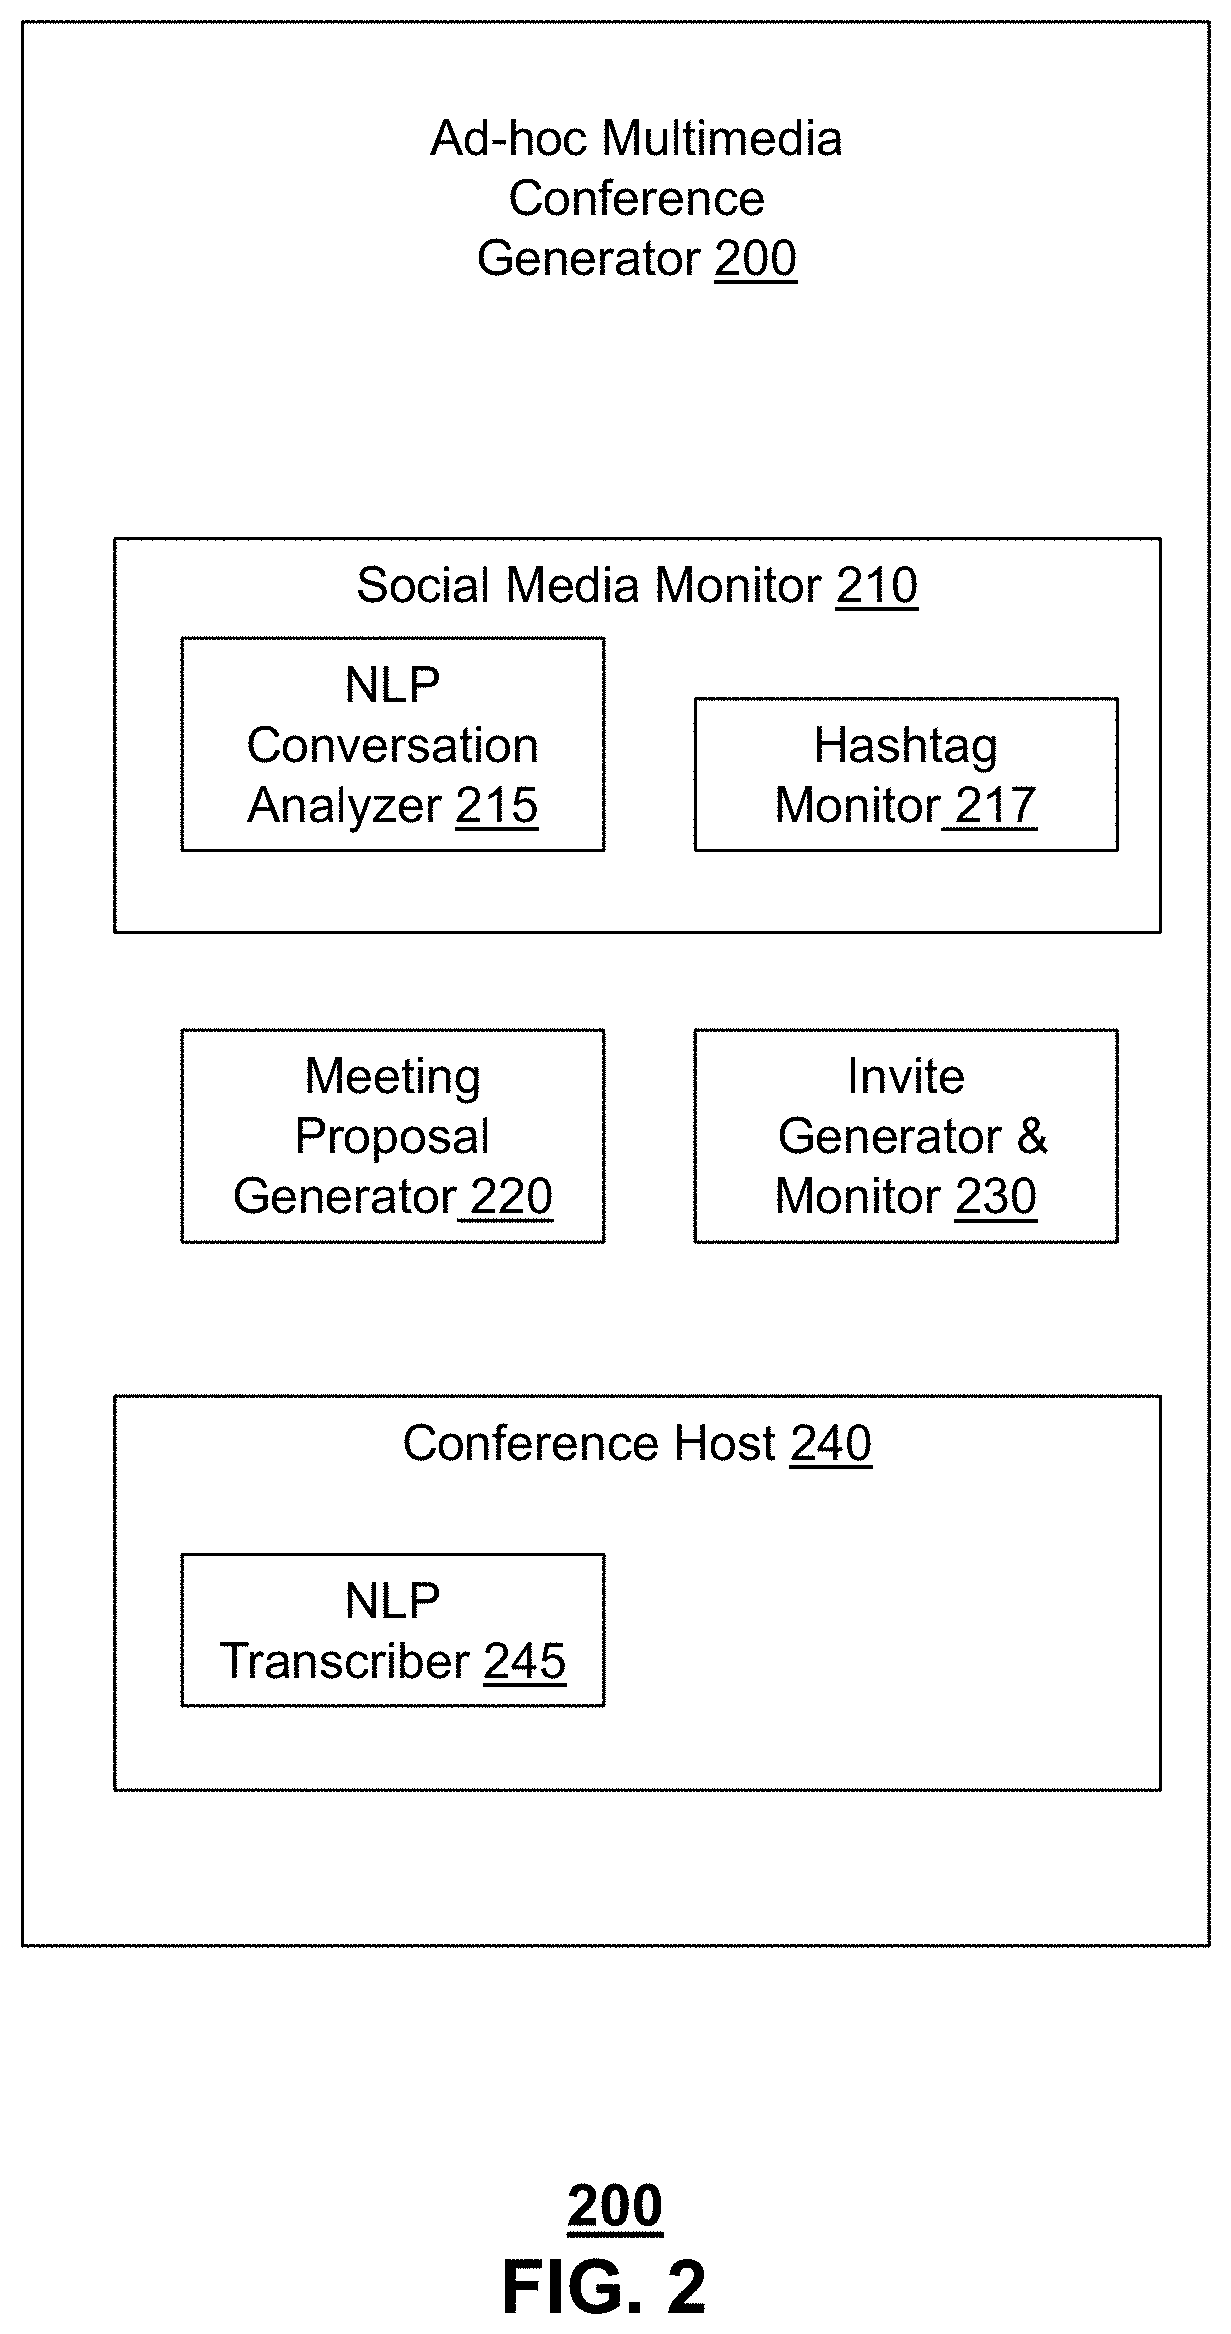 Ad-hoc Multimedia
Conference
Generator 200
Social Media Monitor 210
NLP
Conversation
Analyzer 215
Hashtag
Monitor 217
Meeting
Proposal
Generator 220
Invite
Generator &
Monitor 230
Conference Host 240
NLP
Transcriber 245
200
FIG. 2